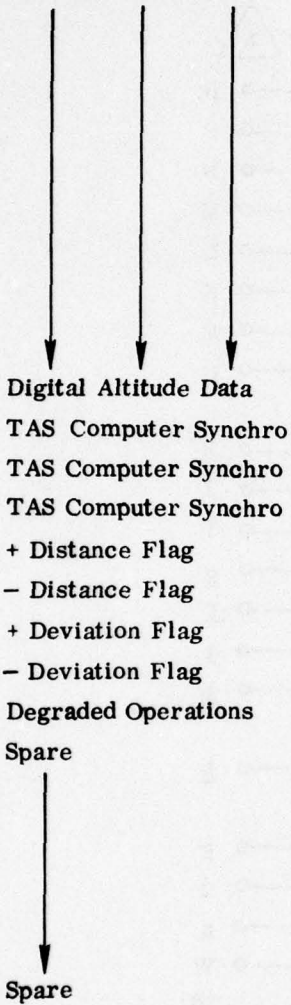 Digital Altitude Data
TAS Computer Synchro
TAS Computer Synchro
TAS Computer Synchro
+ Distance Flag
− Distance Flag
+ Deviation Flag
− Deviation Flag
Degraded Operations
Spare
Spare